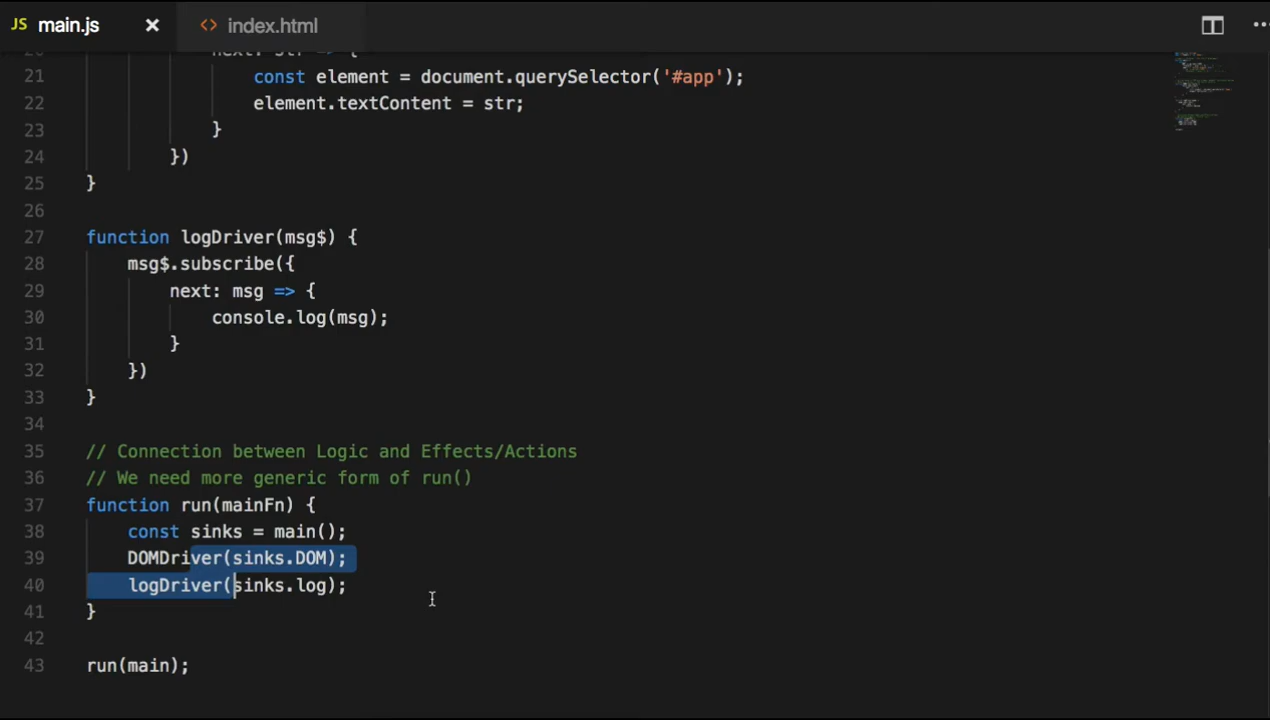 JS main.js × <> index.html
next: str => {
21 const element = document.querySelector('#app');
22 element.textContent = str;
23 }
24 })
25 }
26
27 function logDriver(msg$) {
28 msg$.subscribe({
29 next: msg => {
30 console.log(msg);
31 }
32 })
33 }
34
35 // Connection between Logic and Effects/Actions
36 // We need more generic form of run()
37 function run(mainFn) {
38 const sinks = main();
39 DOMDriver(sinks.DOM);
40 logDriver(sinks.log);
41 }
42
43 run(main);